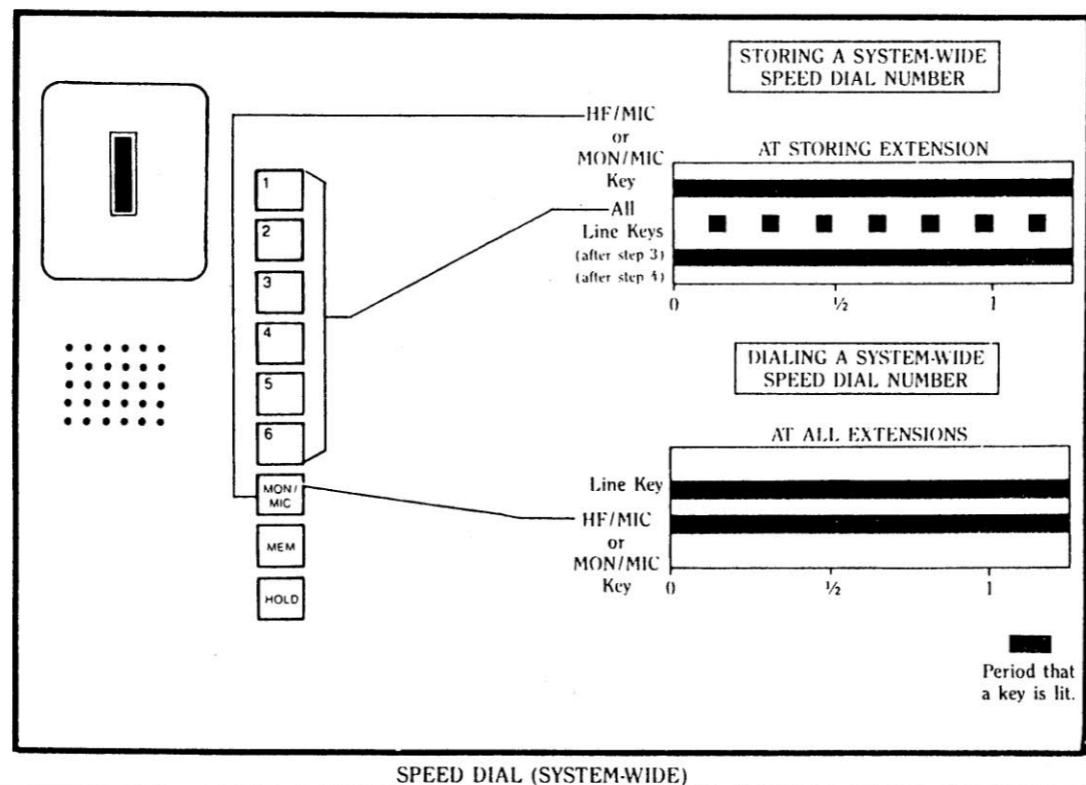 STORING A SYSTEM-WIDE
SPEED DIAL NUMBER
HF/MIC
or
MON/MIC
Key
AT STORING EXTENSION
All
Line Keys
(after step 3)
(after step 4)
0 ½ 1
1
2
3
4
5
6
MON/
MIC
MEM
HOLD
DIALING A SYSTEM-WIDE
SPEED DIAL NUMBER
AT ALL EXTENSIONS
Line Key
HF/MIC
or
MON/MIC
Key
0 ½ 1
Period that
a key is lit.
SPEED DIAL (SYSTEM-WIDE)